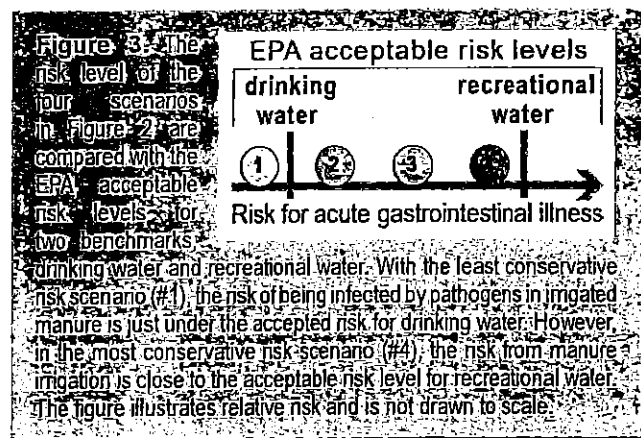 Figure 3. The
risk level of the
four scenarios
in Figure 2 are
compared with the
EPA acceptable
risk levels for
two benchmarks,
EPA acceptable risk levels
drinking
water
recreational
water
1 2 3
Risk for acute gastrointestinal illness
drinking water and recreational water. With the least conservative
risk scenario (#1), the risk of being infected by pathogens in irrigated
manure is just under the accepted risk for drinking water. However,
in the most conservative risk scenario (#4), the risk from manure
irrigation is close to the acceptable risk level for recreational water.
The figure illustrates relative risk and is not drawn to scale.